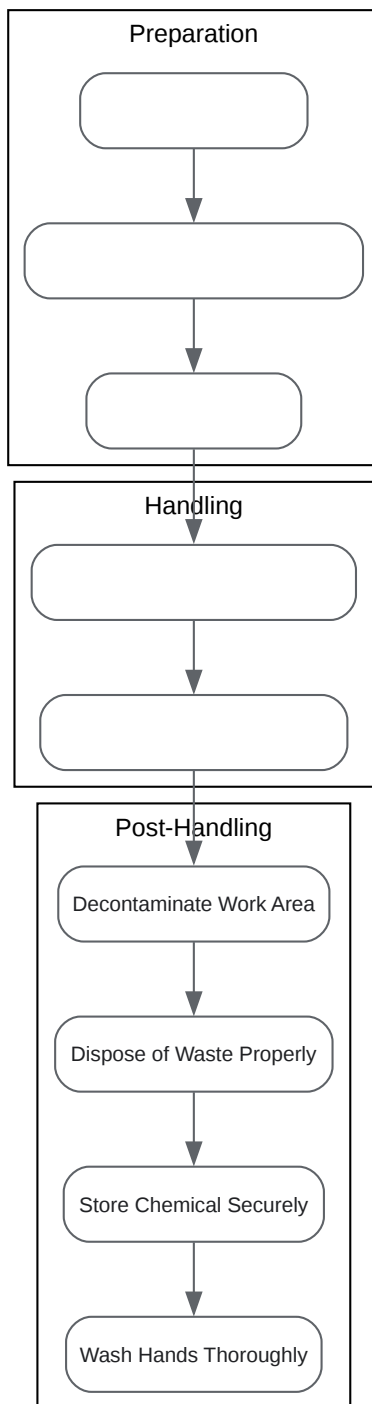 Preparation
Handling
Post-Handling
Decontaminate Work Area
Dispose of Waste Properly
Store Chemical Securely
Wash Hands Thoroughly